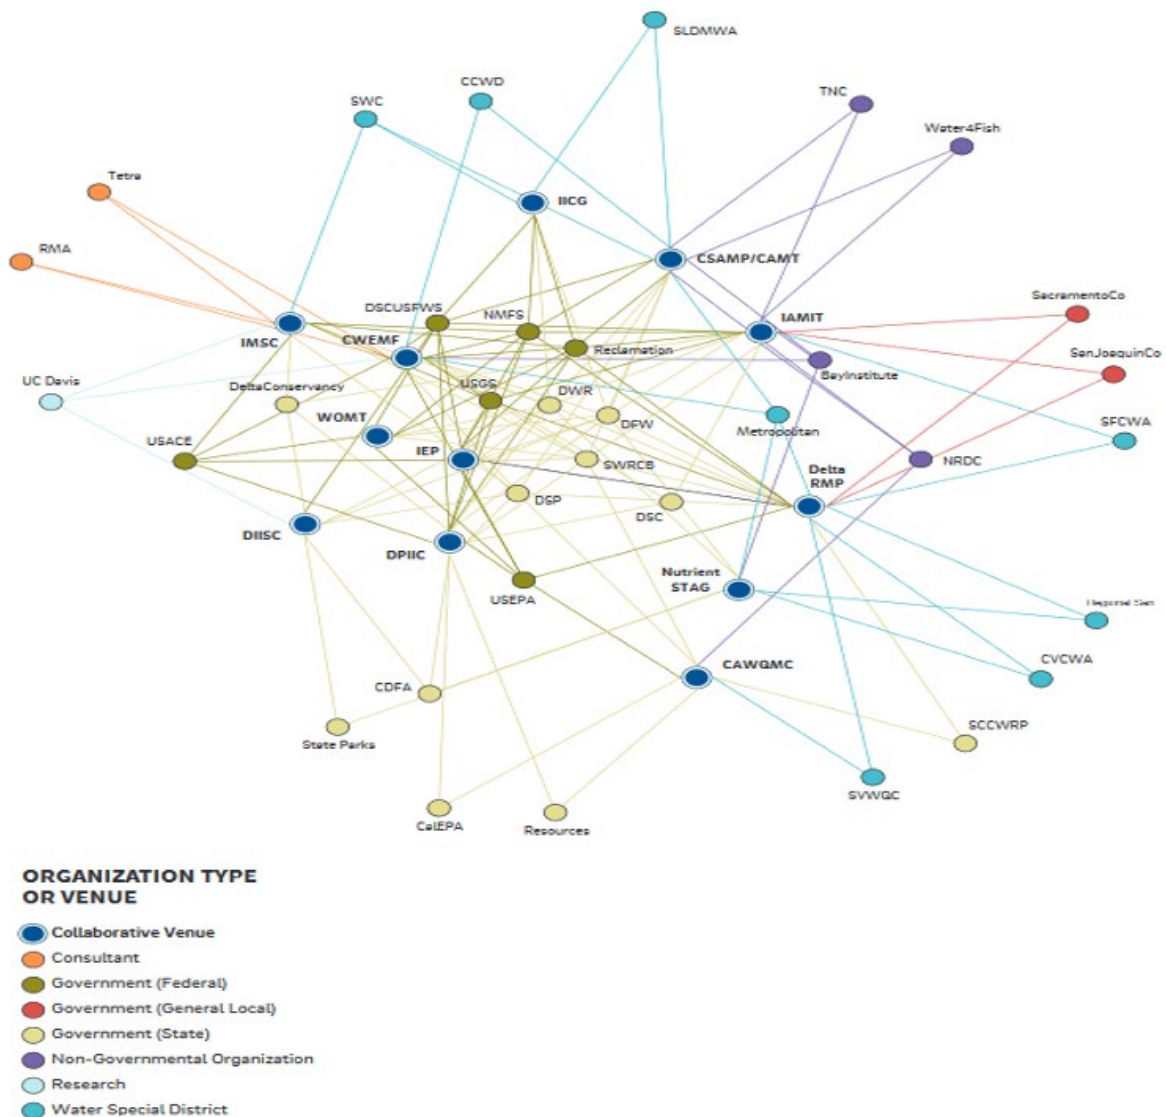 SLDMWA
CCWD
TNC
SWC
Water4Fish
Tetra
IICG
RMA
CSAMP/CAMT
SacramentoCo
DSCUSFWS
NMFS
IAMIT
IMSC
CWEMF
Reclamation
SanJoaquinCo
UC Davis
DeltaConservancy
USGS
DWR
BayInstitute
WOMT
DFW
Metropolitan
SFCWA
USACE
IEP
SWRCB
Delta
RMP
NRDC
DSP
DSC
DIISC
DPIIC
Nutrient
STAG
USEPA
Regional San
CAWQMC
CVCWA
CDFA
SCCWRP
State Parks
SVWQC
CalEPA
Resources
ORGANIZATION TYPE
OR VENUE
Collaborative Venue
Consultant
Government (Federal)
Government (General Local)
Government (State)
Non-Governmental Organization
Research
Water Special District